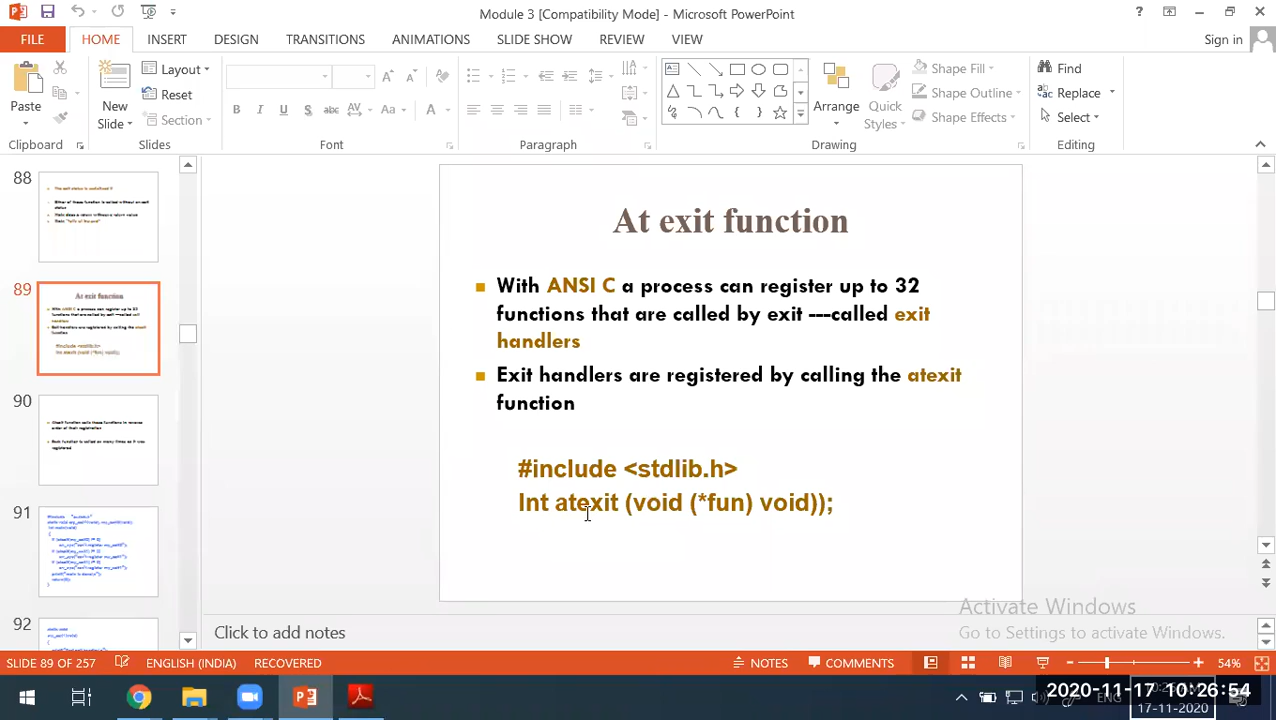 Module 3 [Compatibility Mode] - Microsoft PowerPoint
FILE HOME INSERT DESIGN TRANSITIONS ANIMATIONS SLIDE SHOW REVIEW VIEW Sign in
Paste
New Slide
Layout
Reset
Section
B I U S abc AV Aa A
Arrange
Quick Styles
Shape Fill
Shape Outline
Shape Effects
Find
Replace
Select
Clipboard Slides Font Paragraph Drawing Editing
88
89
90
91
92
At exit function
With ANSI C a process can register up to 32
functions that are called by exit ---called exit
handlers
Exit handlers are registered by calling the atexit
function
#include <stdlib.h>
Int atexit (void (*fun) void));
Activate Windows
Go to Settings to activate Windows.
Click to add notes
SLIDE 89 OF 257 ENGLISH (INDIA) RECOVERED NOTES COMMENTS 54%
2020-11-17 10:26:54
ENG
17-11-2020